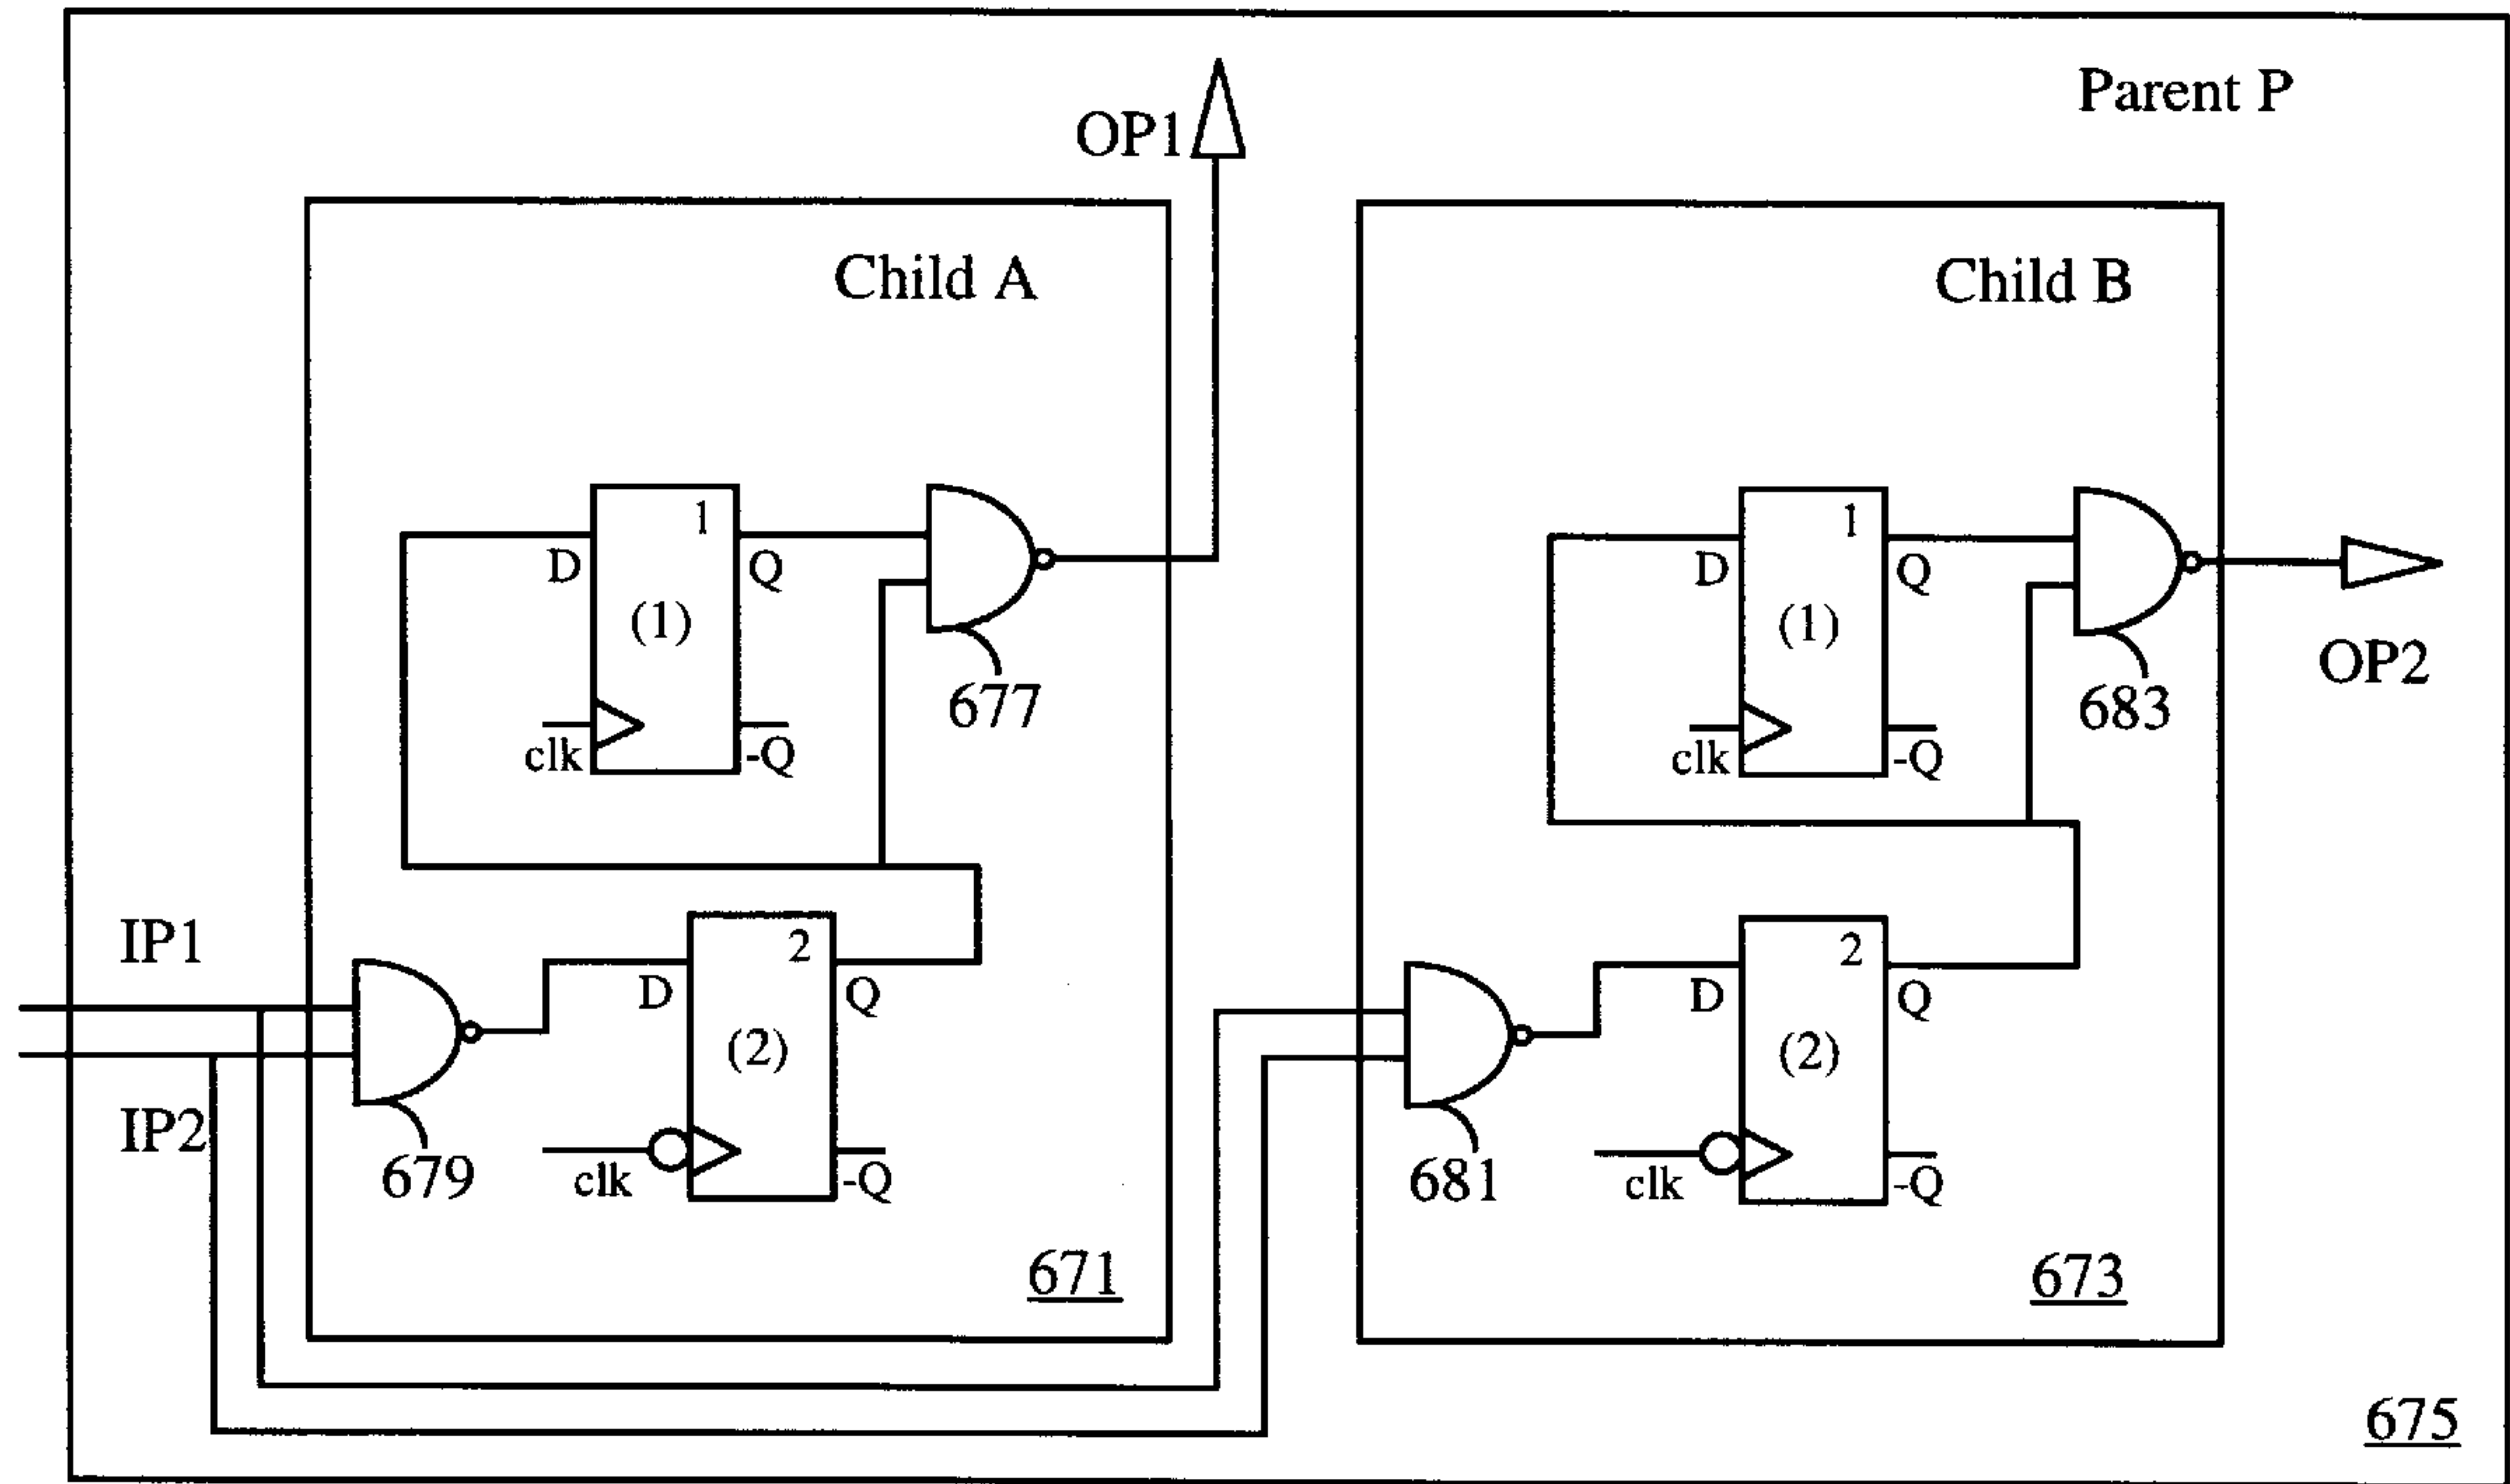 Parent P
OP1
Child A
Child B
1
D
Q
(1)
clk
-Q
677
1
D
Q
(1)
clk
-Q
683
OP2
IP1
IP2
679
2
D
Q
(2)
clk
-Q
671
681
2
D
Q
(2)
clk
-Q
673
675